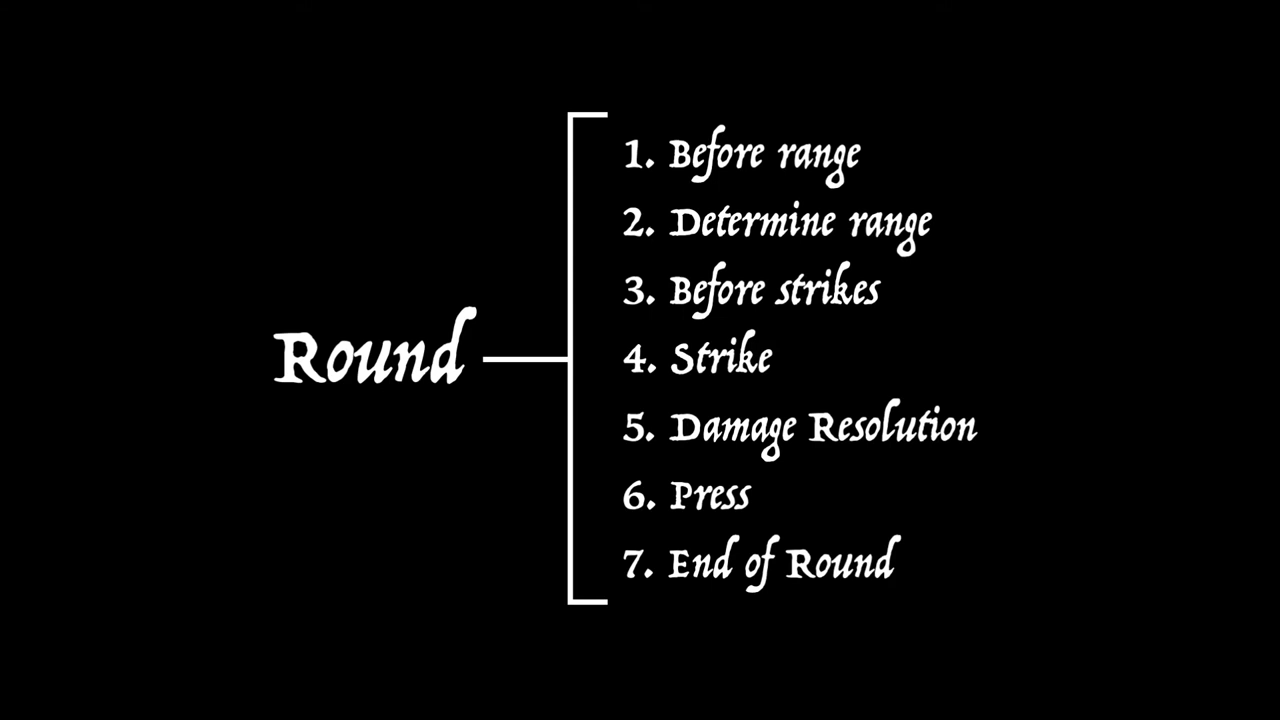 Round
1. Before range
2. Determine range
3. Before strikes
4. Strike
5. Damage Resolution
6. Press
7. End of Round